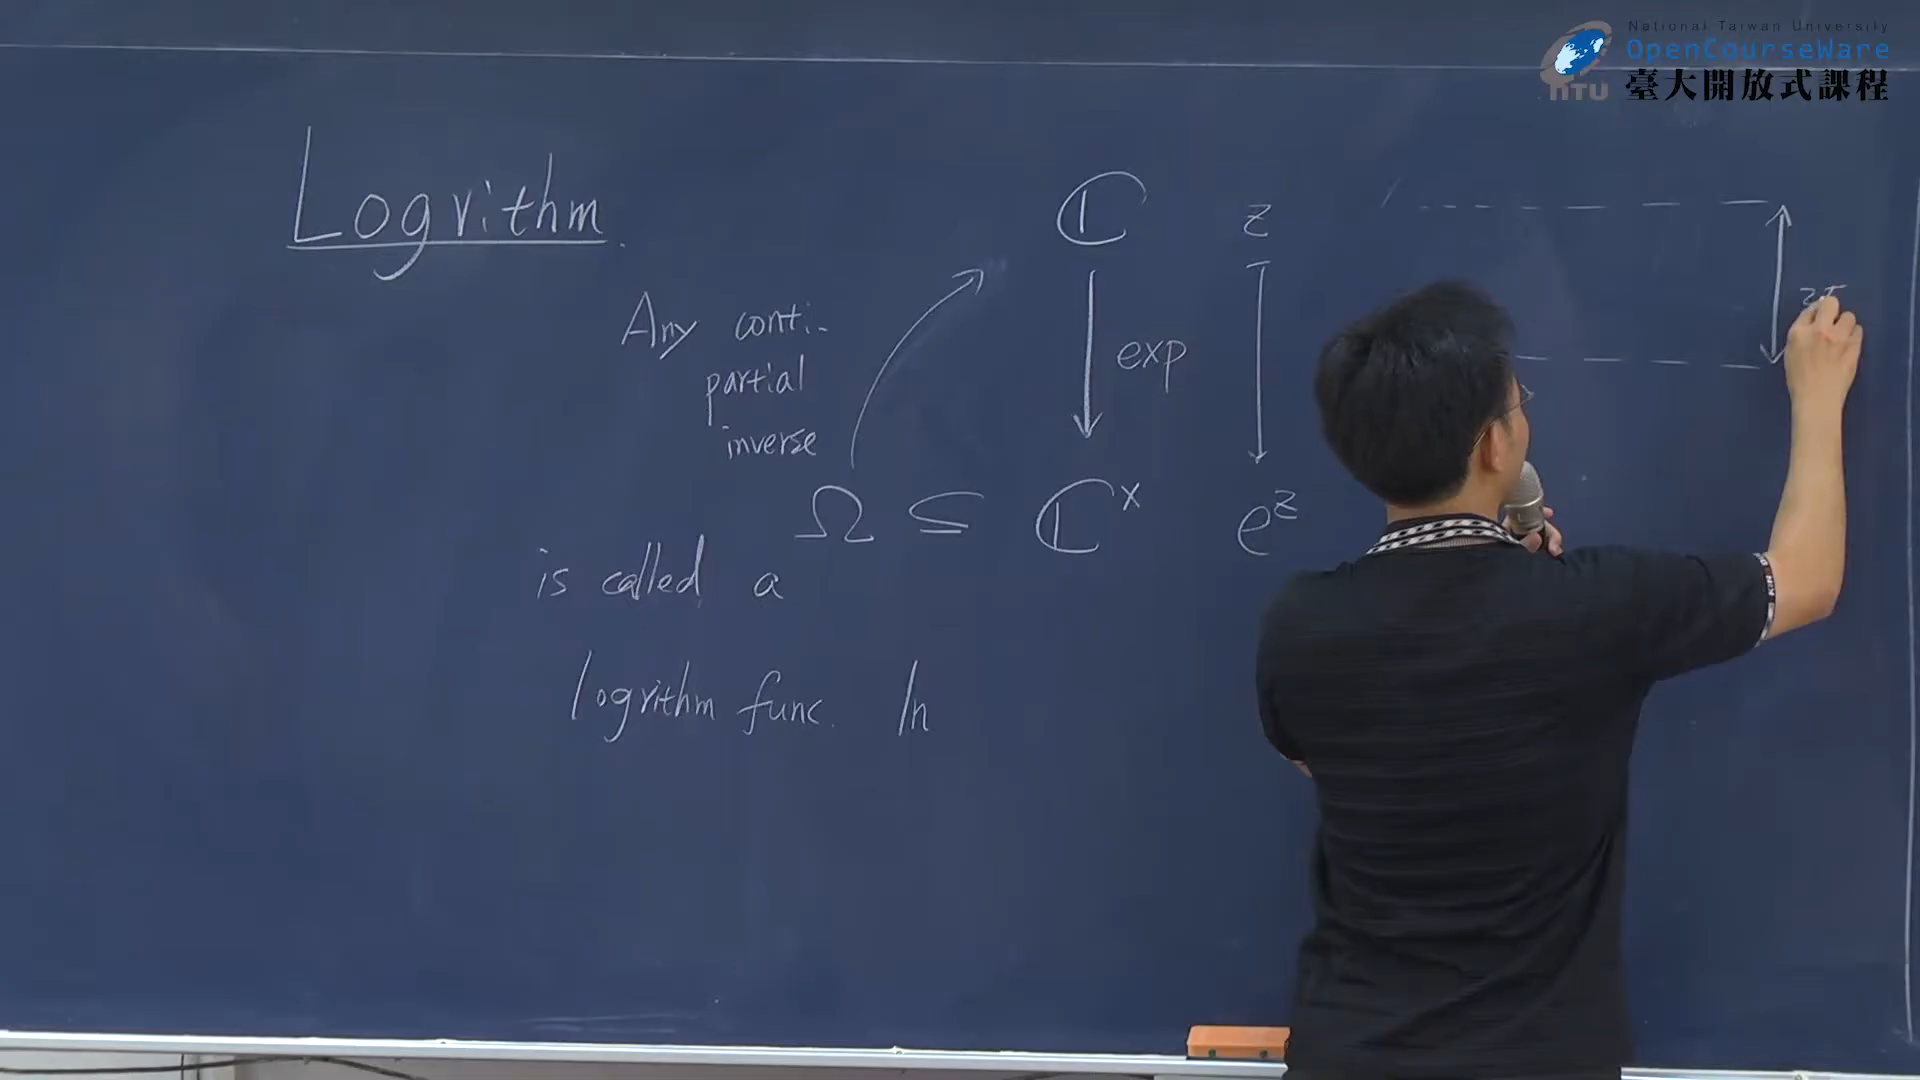 National Taiwan University
OpenCourseWare
臺大開放式課程
NTU
Logrithm.
Any conti.
partial
inverse
ℂ z
exp
Ω ⊆ ℂ^× e^z
is called a
logrithm func. ln